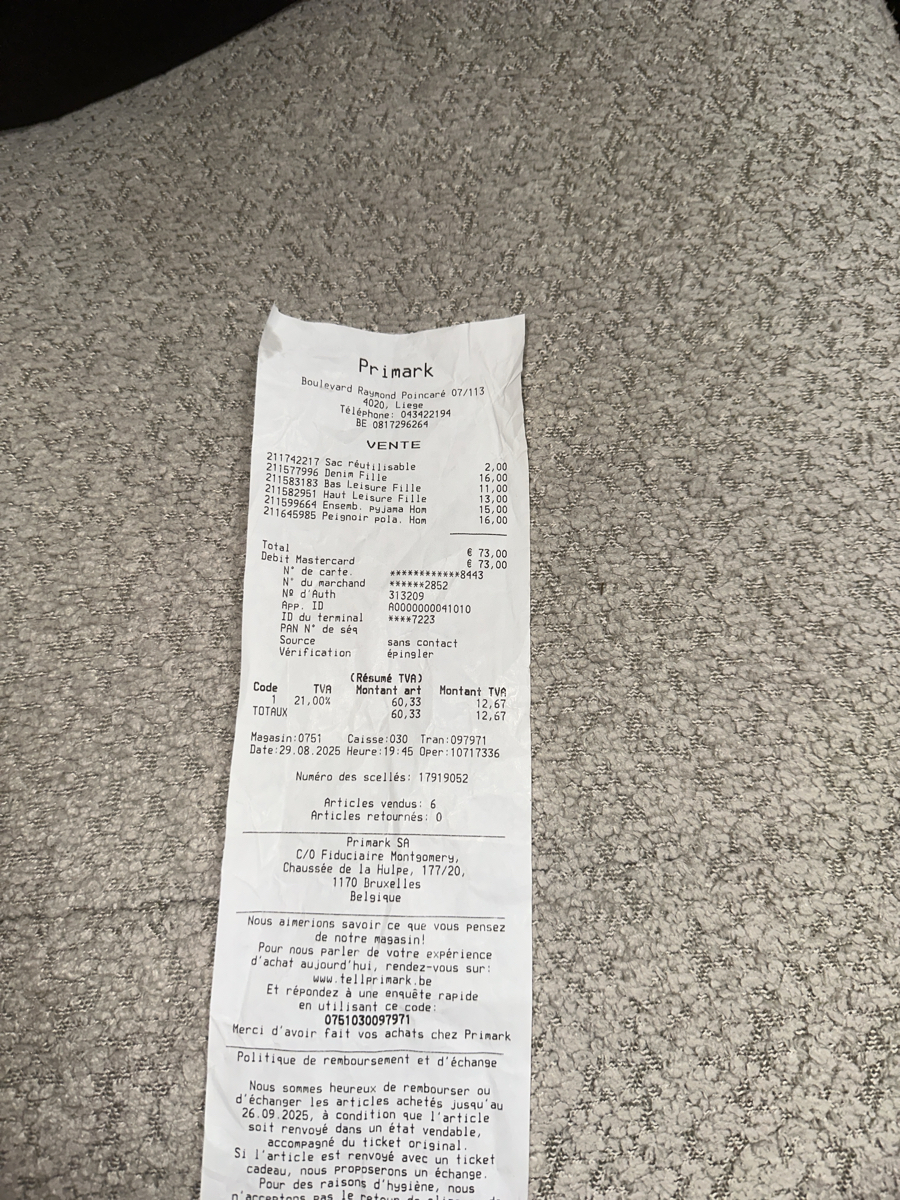 Primark
Boulevard Raymond Poincaré 07/113
4020, Liege
Téléphone: 043422194
BE 0817296264
VENTE
211742217 Sac réutilisable 2,00
211577996 Denim Fille 16,00
211583183 Bas Leisure Fille 11,00
211582951 Haut Leisure Fille 13,00
211599664 Ensemb. pyjama Hom 15,00
211645985 Peignoir pola. Hom 16,00
Total € 73,00
Debit Mastercard € 73,00
N° de carte. ************8443
N° du marchand ******2852
Nº d'Auth 313209
App. ID A0000000041010
ID du terminal ****7223
PAN N° de séq
Source sans contact
Vérification épingler
(Résumé TVA)
Code TVA Montant art Montant TVA
1 21,00% 60,33 12,67
TOTAUX 60,33 12,67
Magasin:0751 Caisse:030 Tran:097971
Date:29.08.2025 Heure:19:45 Oper:10717336
Numéro des scellés: 17919052
Articles vendus: 6
Articles retournés: 0
Primark SA
C/O Fiduciaire Montgomery,
Chaussée de la Hulpe, 177/20,
1170 Bruxelles
Belgique
Nous aimerions savoir ce que vous pensez
de notre magasin!
Pour nous parler de votre expérience
d'achat aujourd'hui, rendez-vous sur:
www.tellprimark.be
Et répondez à une enquête rapide
en utilisant ce code:
0751030097971
Merci d'avoir fait vos achats chez Primark
Politique de remboursement et d'échange
Nous sommes heureux de rembourser ou
d'échanger les articles achetés jusqu'au
26.09.2025, à condition que l'article
soit renvoyé dans un état vendable,
accompagné du ticket original.
Si l'article est renvoyé avec un ticket
cadeau, nous proposerons un échange.
Pour des raisons d'hygiène, nous
n'acceptons pas le retour de